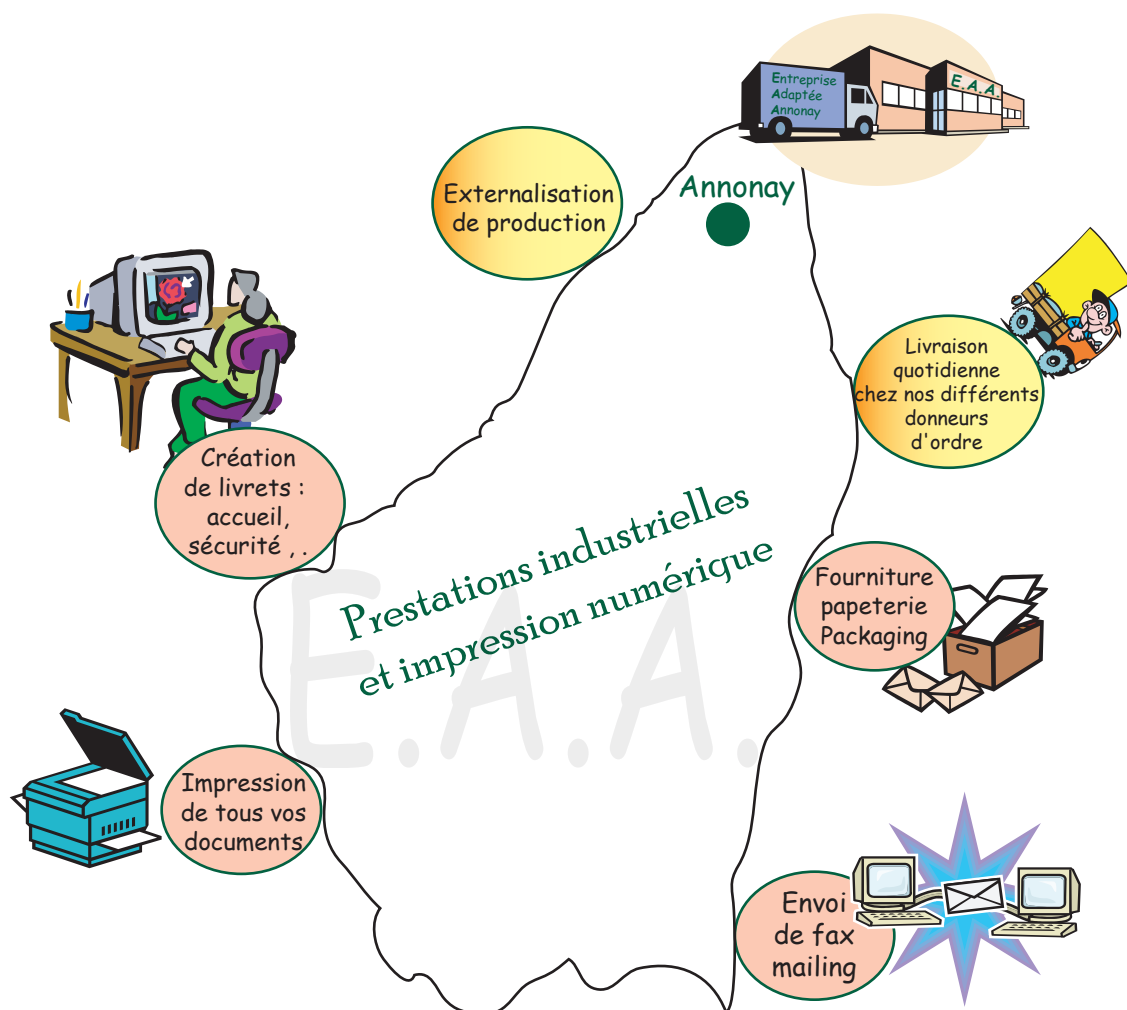 Entreprise
Adaptée
Annonay
E.A.A.
Externalisation
de production
Annonay
Livraison
quotidienne
chez nos différents
donneurs
d'ordre
Création
de livrets :
accueil,
sécurité , .
Prestations industrielles
et impression numérique
E.A.A.
Fourniture
papeterie
Packaging
Impression
de tous vos
documents
Envoi
de fax
mailing